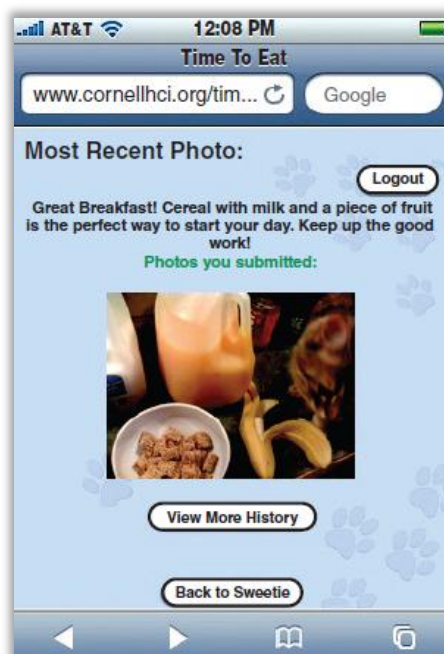 AT&T 12:08 PM
Time To Eat
www.cornellhci.org/tim... Google
Most Recent Photo:
Logout
Great Breakfast! Cereal with milk and a piece of fruit
is the perfect way to start your day. Keep up the good
work!
Photos you submitted:
View More History
Back to Sweetie